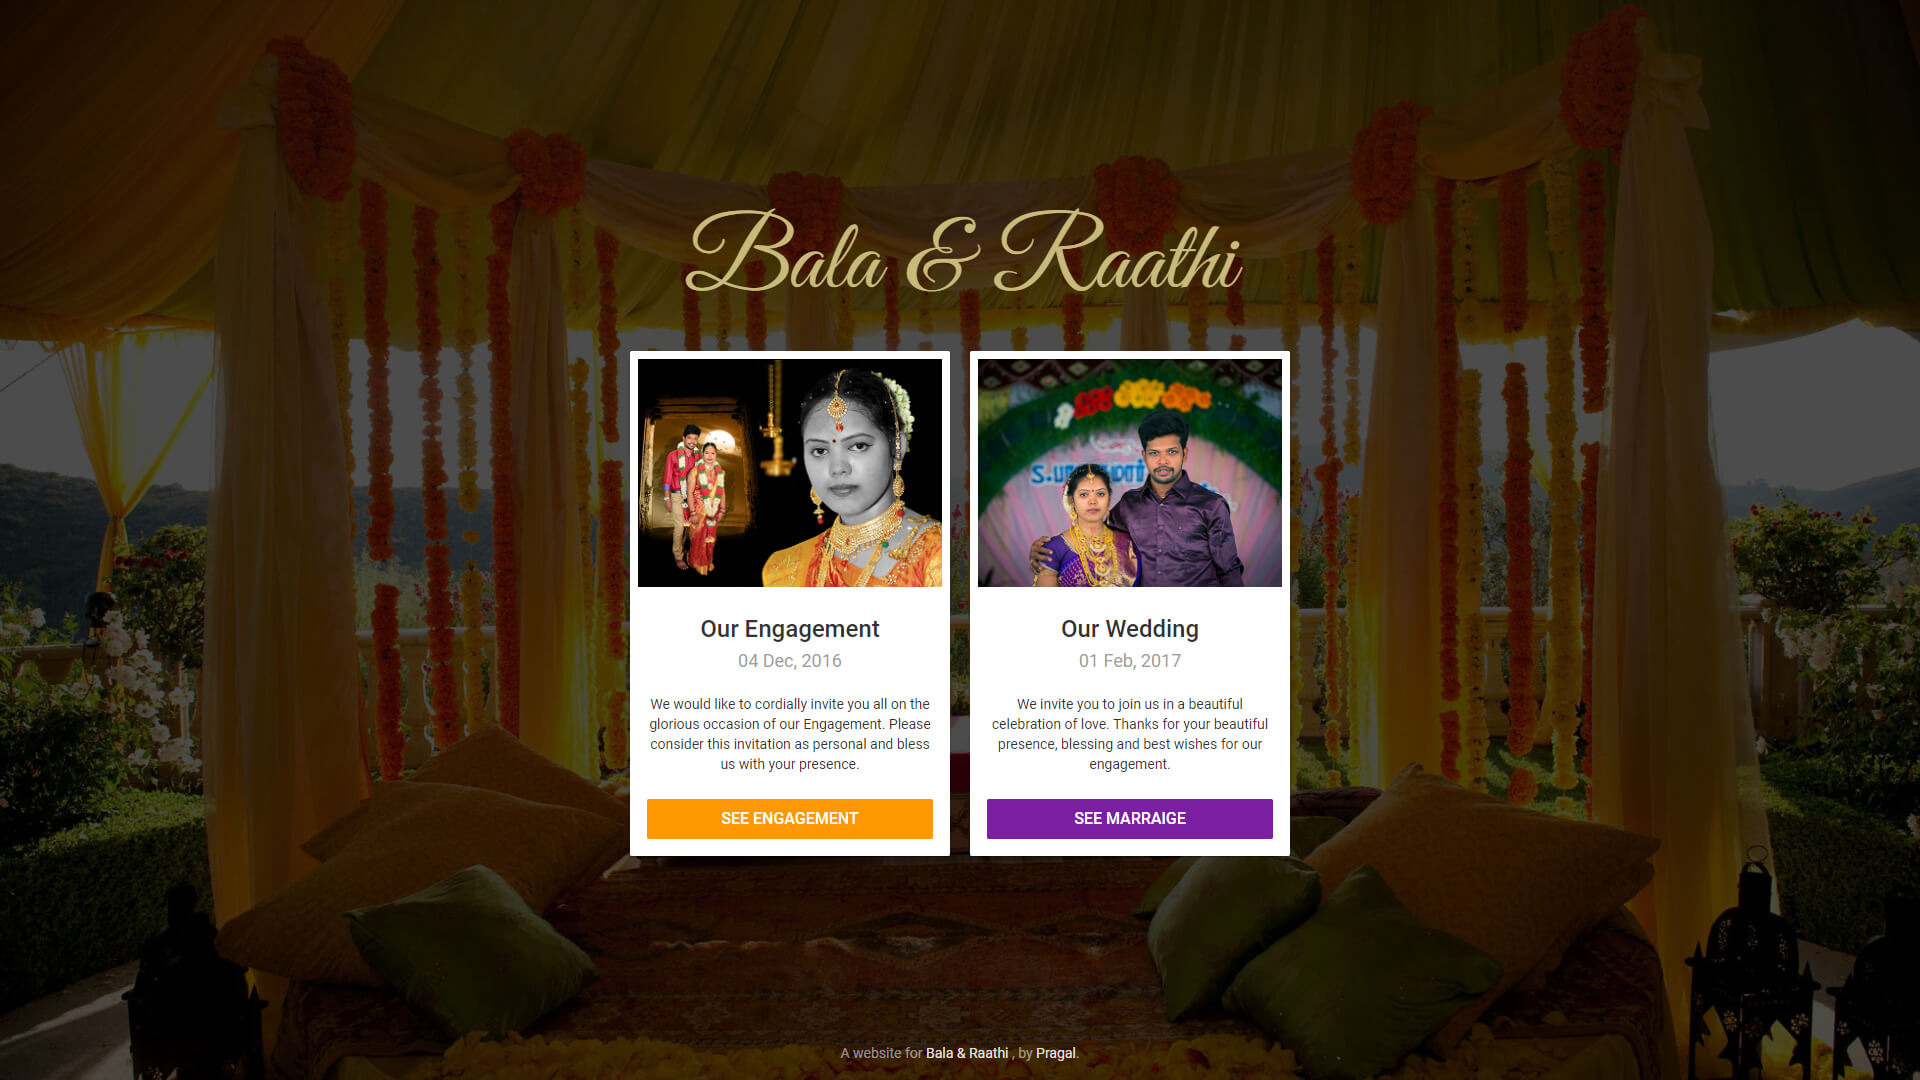 Bala & Raathi
Our Engagement
04 Dec, 2016
We would like to cordially invite you all on the
glorious occasion of our Engagement. Please
consider this invitation as personal and bless
us with your presence.
SEE ENGAGEMENT
Our Wedding
01 Feb, 2017
We invite you to join us in a beautiful
celebration of love. Thanks for your beautiful
presence, blessing and best wishes for our
engagement.
SEE MARRAIGE
A website for Bala & Raathi , by Pragal.